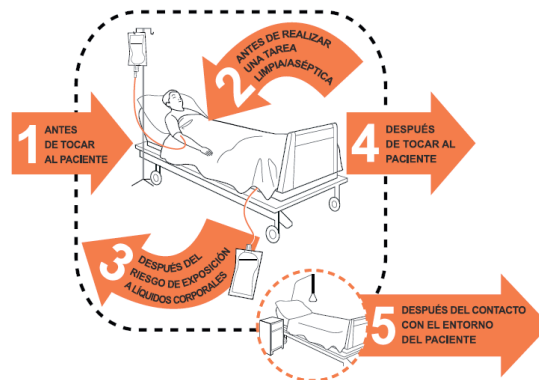 1 ANTES
DE TOCAR
AL PACIENTE
2 ANTES DE REALIZAR
UNA TAREA
LIMPIA/ASÉPTICA
3 DESPUÉS DEL
RIESGO DE EXPOSICIÓN
A LÍQUIDOS CORPORALES
4 DESPUÉS
DE TOCAR AL
PACIENTE
5 DESPUÉS DEL CONTACTO
CON EL ENTORNO
DEL PACIENTE